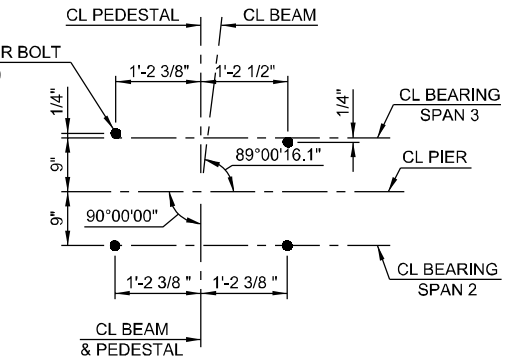 CL PEDESTAL
CL BEAM
R BOLT
1'-2 3/8"
1'-2 1/2"
1/4"
1/4"
CL BEARING
SPAN 3
89°00'16.1"
CL PIER
9"
9"
90°00'00"
CL BEARING
SPAN 2
1'-2 3/8 "
1'-2 3/8 "
CL BEAM
& PEDESTAL